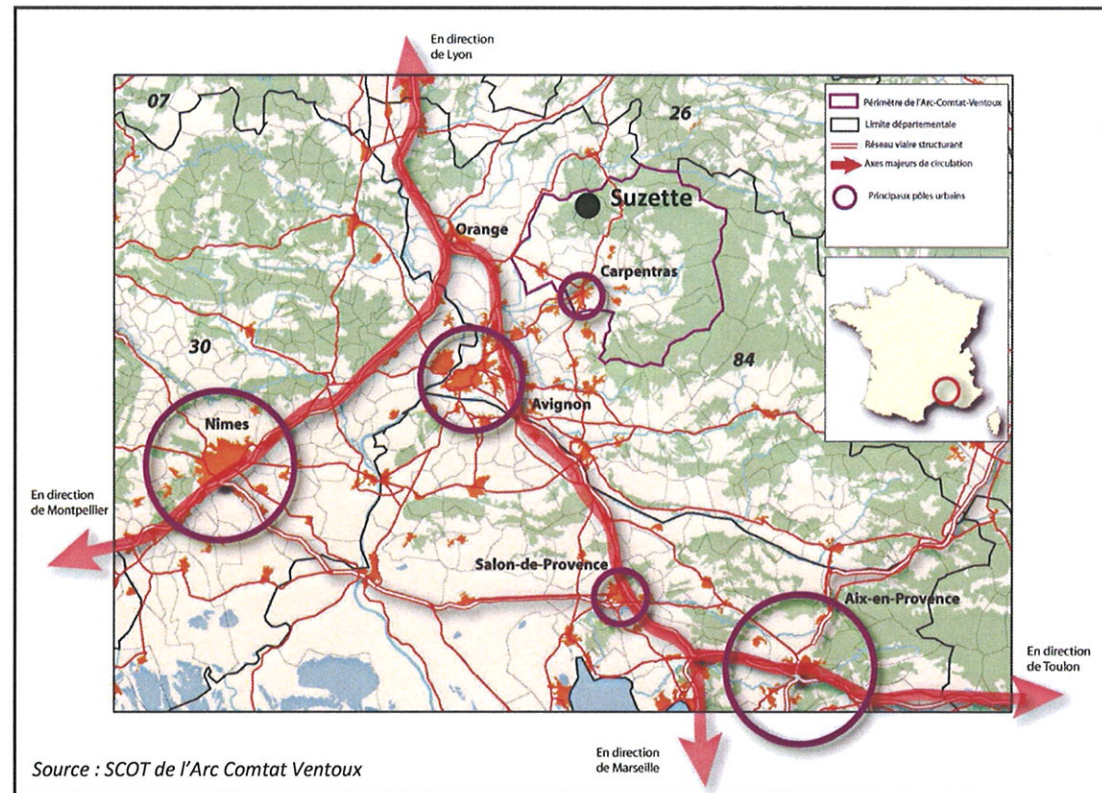 En direction
de Lyon
07
26
Périmètre de l'Arc-Comtat-Ventoux
Limite départementale
Réseau viaire structurant
Axes majeurs de circulation
Principaux pôles urbains
Suzette
Orange
Carpentras
30
84
Avignon
Nîmes
En direction
de Montpellier
Salon-de-Provence
Aix-en-Provence
En direction
de Toulon
En direction
de Marseille
Source : SCOT de l'Arc Comtat Ventoux